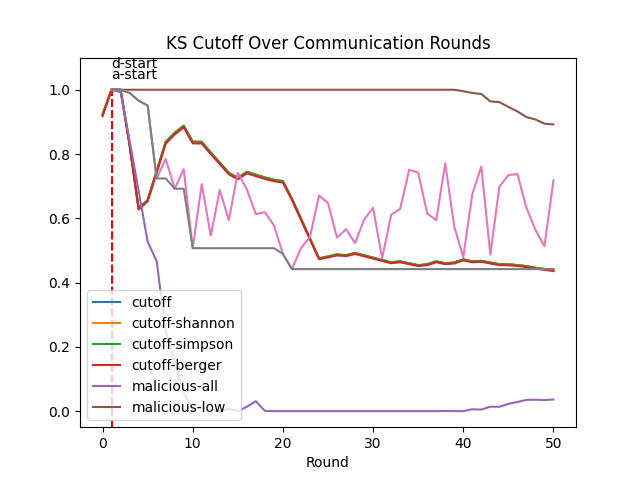 KS Cutoff Over Communication Rounds
d-start
a-start
1.0
0.8
0.6
0.4
0.2
0.0
cutoff
cutoff-shannon
cutoff-simpson
cutoff-berger
malicious-all
malicious-low
0 10 20 30 40 50
Round